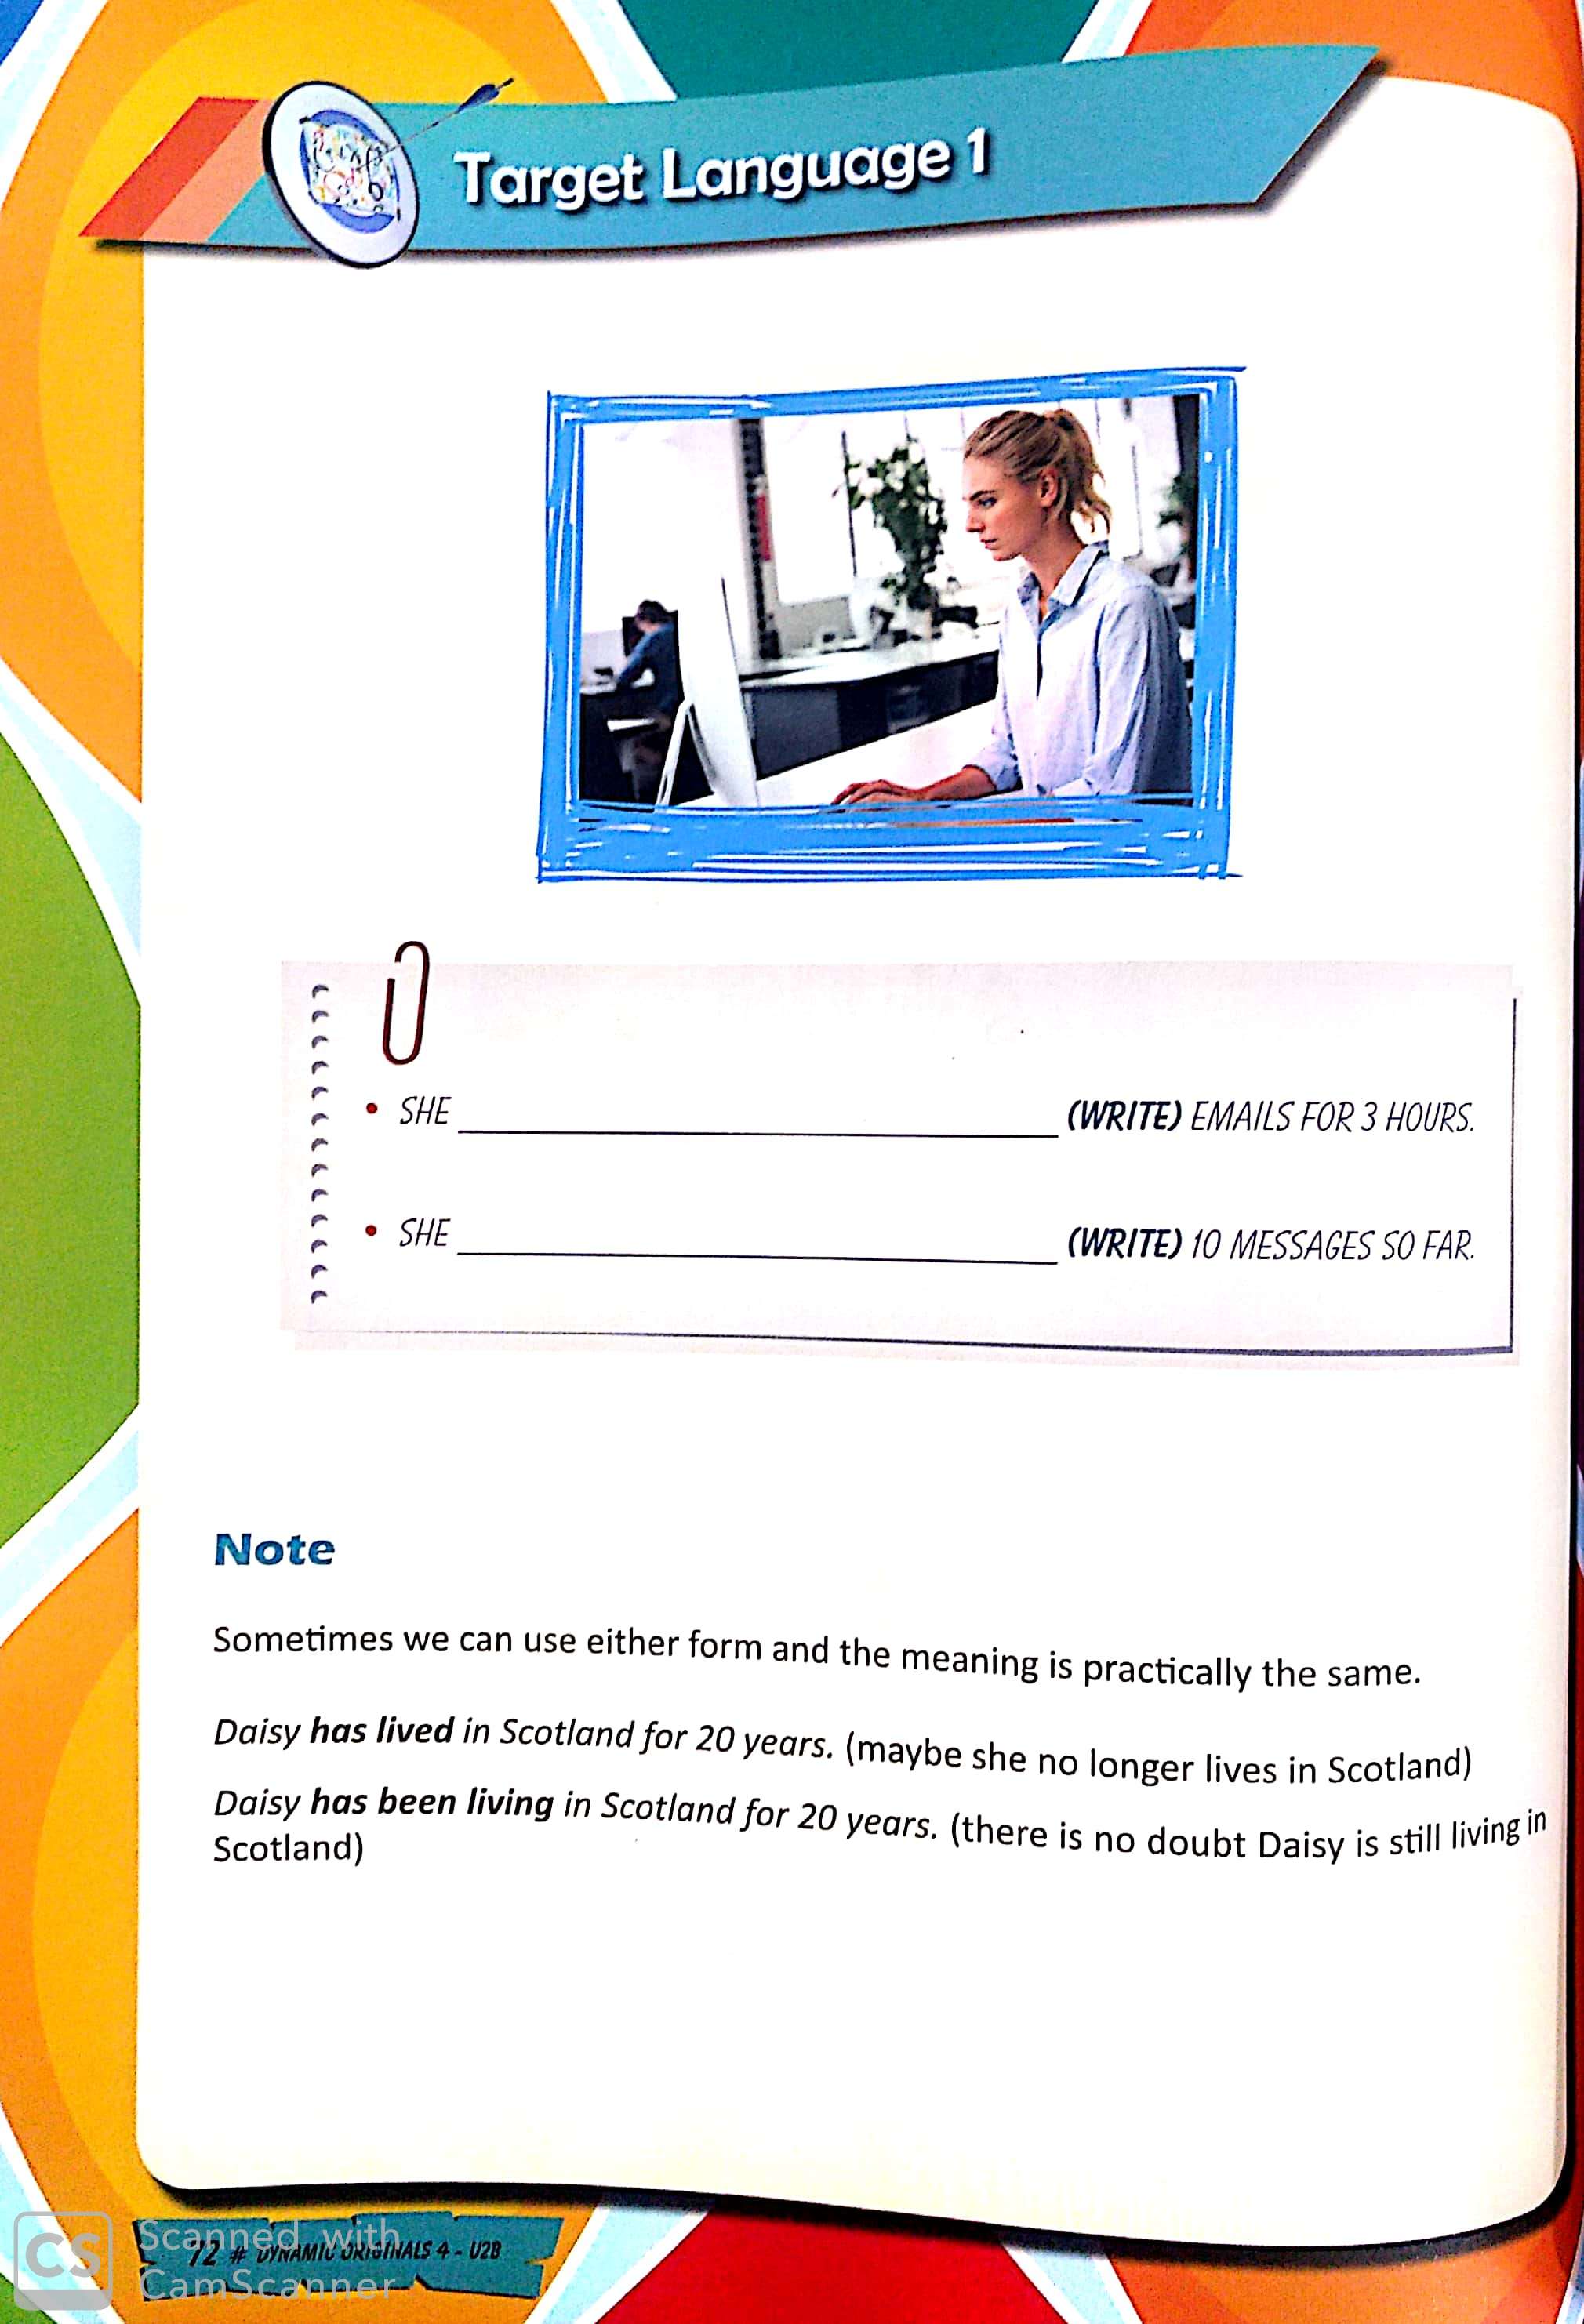 Target Language 1
• SHE ______________________ (WRITE) EMAILS FOR 3 HOURS.
• SHE ______________________ (WRITE) 10 MESSAGES SO FAR.
Note
Sometimes we can use either form and the meaning is practically the same.
Daisy has lived in Scotland for 20 years. (maybe she no longer lives in Scotland)
Daisy has been living in Scotland for 20 years. (there is no doubt Daisy is still living in
Scotland)
72 # DYNAMIC ORIGINALS 4 - U2B
CS
Scanned with
CamScanner